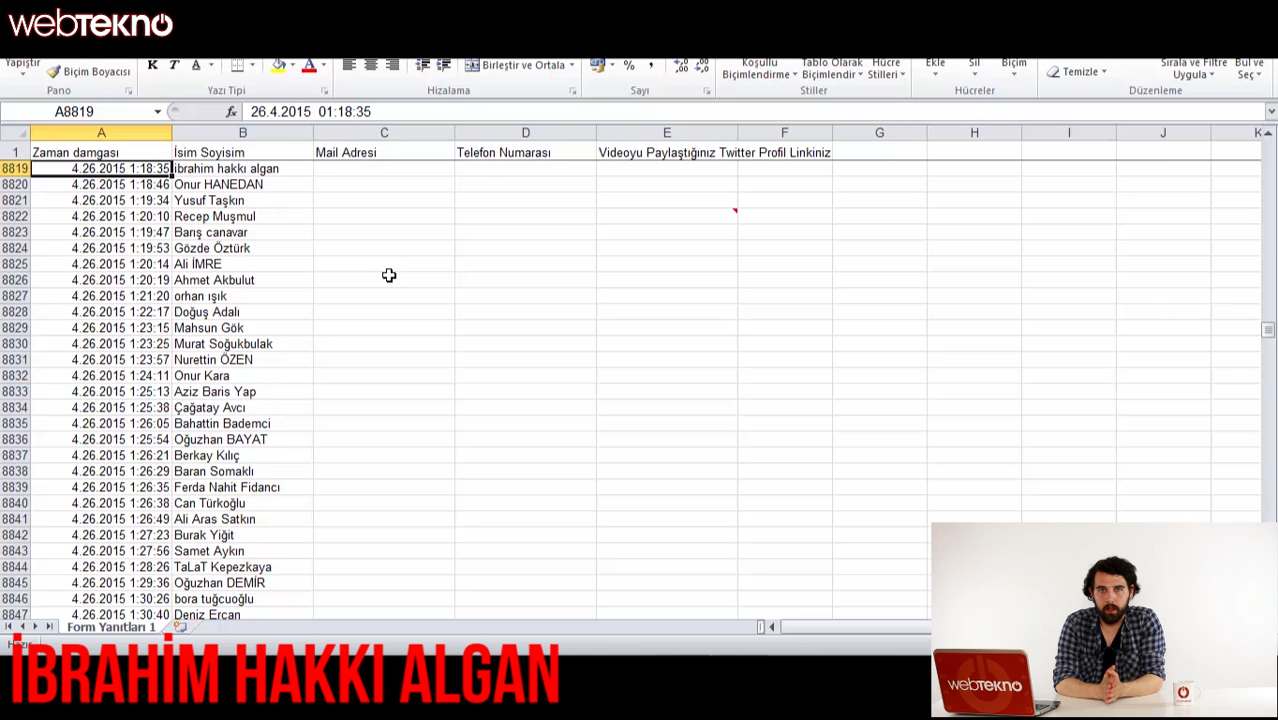 webtekno
Yapıştır
Biçim Boyacısı
K T A A % , Birleştir ve Ortala
Koşullu Biçimlendirme
Tablo Olarak Biçimlendir
Hücre Stilleri
Ekle Sil Biçim
Temizle
Sırala ve Filtre Uygula
Bul ve Seç
Pano Yazı Tipi Hizalama Sayı Stiller Hücreler Düzenleme
A8819 fx 26.4.2015 01:18:35
A B C D E F G H I J K
1 Zaman damgası İsim Soyisim Mail Adresi Telefon Numarası Videoyu Paylaştığınız Twitter Profil Linkiniz
8819 4.26.2015 1:18:35 ibrahim hakkı algan
8820 4.26.2015 1:18:46 Onur HANEDAN
8821 4.26.2015 1:19:34 Yusuf Taşkın
8822 4.26.2015 1:20:10 Recep Muşmul
8823 4.26.2015 1:19:47 Barış canavar
8824 4.26.2015 1:19:53 Gözde Öztürk
8825 4.26.2015 1:20:14 Ali İMRE
8826 4.26.2015 1:20:19 Ahmet Akbulut
8827 4.26.2015 1:21:20 orhan ışık
8828 4.26.2015 1:22:17 Doğuş Adalı
8829 4.26.2015 1:23:15 Mahsun Gök
8830 4.26.2015 1:23:25 Murat Soğukbulak
8831 4.26.2015 1:23:57 Nurettin ÖZEN
8832 4.26.2015 1:24:11 Onur Kara
8833 4.26.2015 1:25:13 Aziz Baris Yap
8834 4.26.2015 1:25:38 Çağatay Avcı
8835 4.26.2015 1:26:05 Bahattin Bademci
8836 4.26.2015 1:25:54 Oğuzhan BAYAT
8837 4.26.2015 1:26:21 Berkay Kılıç
8838 4.26.2015 1:26:29 Baran Somaklı
8839 4.26.2015 1:26:35 Ferda Nahit Fidancı
8840 4.26.2015 1:26:38 Can Türkoğlu
8841 4.26.2015 1:26:49 Ali Aras Satkın
8842 4.26.2015 1:27:23 Burak Yiğit
8843 4.26.2015 1:27:56 Samet Aykın
8844 4.26.2015 1:28:26 TaLaT Kepezkaya
8845 4.26.2015 1:29:36 Oğuzhan DEMİR
8846 4.26.2015 1:30:26 bora tuğcuoğlu
8847 4.26.2015 1:30:40 Deniz Ercan
Form Yanıtları 1
İBRAHİM HAKKI ALGAN
webtekno